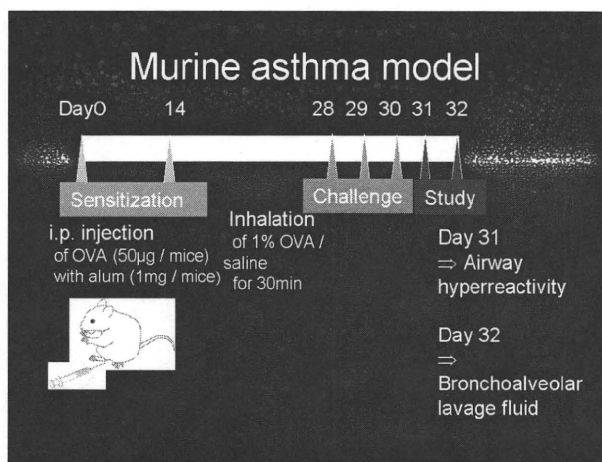 Murine asthma model
Day0 14 28 29 30 31 32
Sensitization Challenge Study
i.p. injection
of OVA (50μg / mice)
with alum (1mg / mice)
Inhalation
of 1% OVA /
saline
for 30min
Day 31
⇒ Airway
hyperreactivity
Day 32
⇒
Bronchoalveolar
lavage fluid